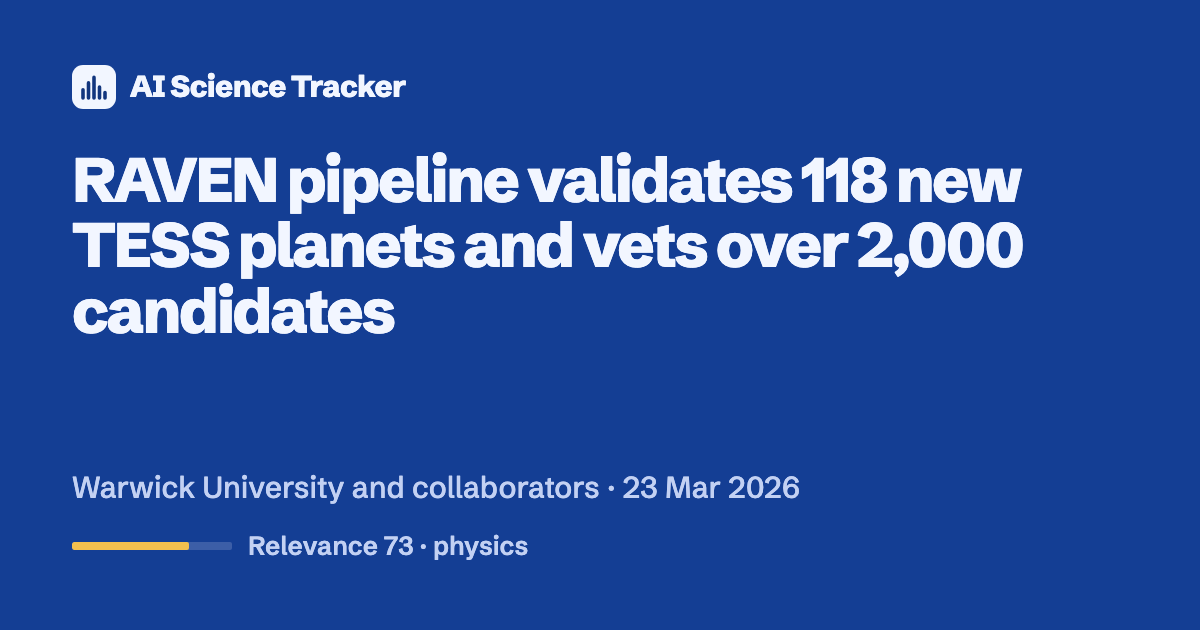 AI Science Tracker
RAVEN pipeline validates 118 new
TESS planets and vets over 2,000
candidates
Warwick University and collaborators · 23 Mar 2026
Relevance 73 · physics